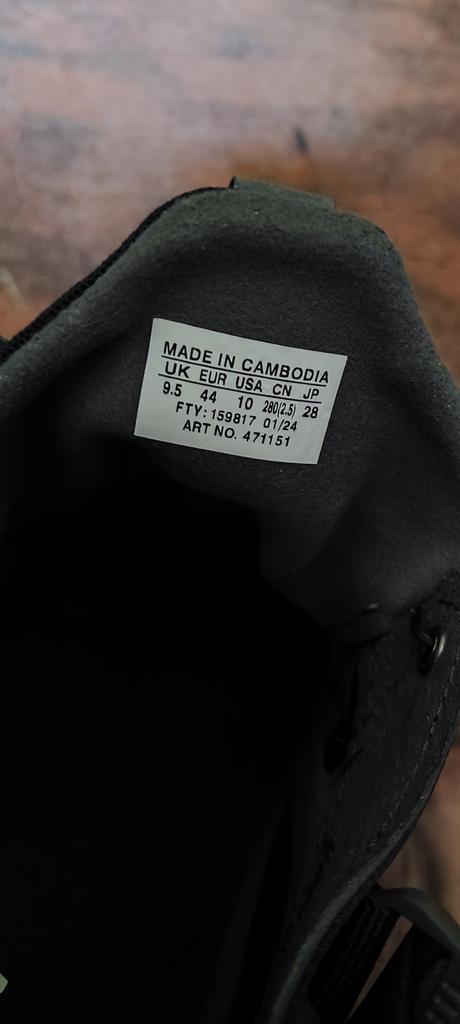 MADE IN CAMBODIA
UK EUR USA CN JP
9.5 44 10 280(2.5) 28
FTY: 159817 01/24
ART NO. 471151